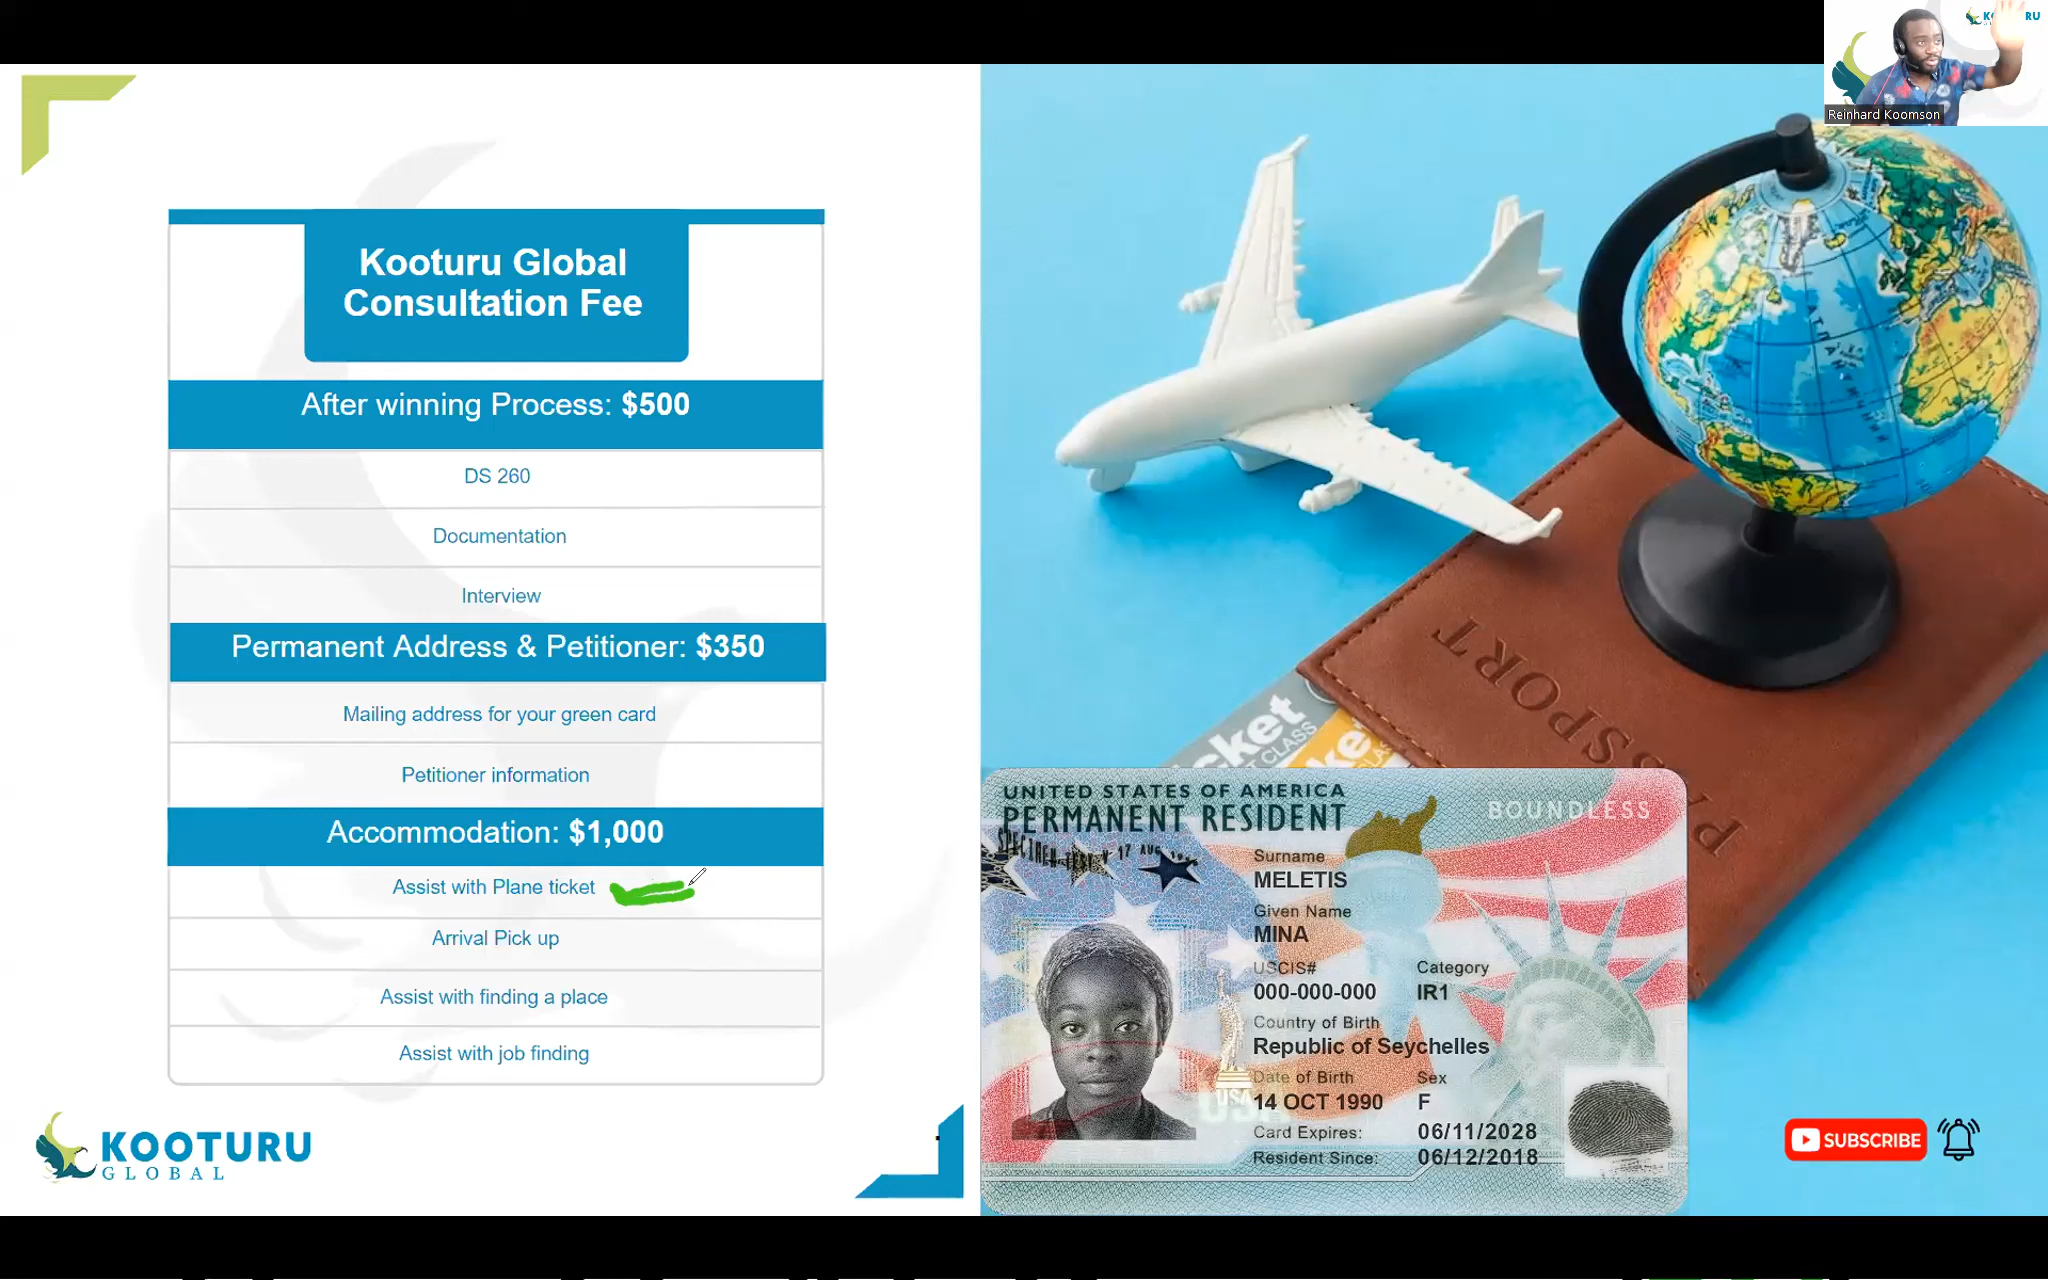 KOOTURU
Reinhard Koomson
Kooturu Global
Consultation Fee
After winning Process: $500
DS 260
Documentation
Interview
Permanent Address & Petitioner: $350
Mailing address for your green card
Petitioner information
Accommodation: $1,000
Assist with Plane ticket
Arrival Pick up
Assist with finding a place
Assist with job finding
KOOTURU
GLOBAL
PASSPORT
CLASS
UNITED STATES OF AMERICA
PERMANENT RESIDENT
BOUNDLESS
Surname
MELETIS
Given Name
MINA
USCIS# Category
000-000-000 IR1
Country of Birth
Republic of Seychelles
Date of Birth Sex
14 OCT 1990 F
Card Expires: 06/11/2028
Resident Since: 06/12/2018
USA
SUBSCRIBE